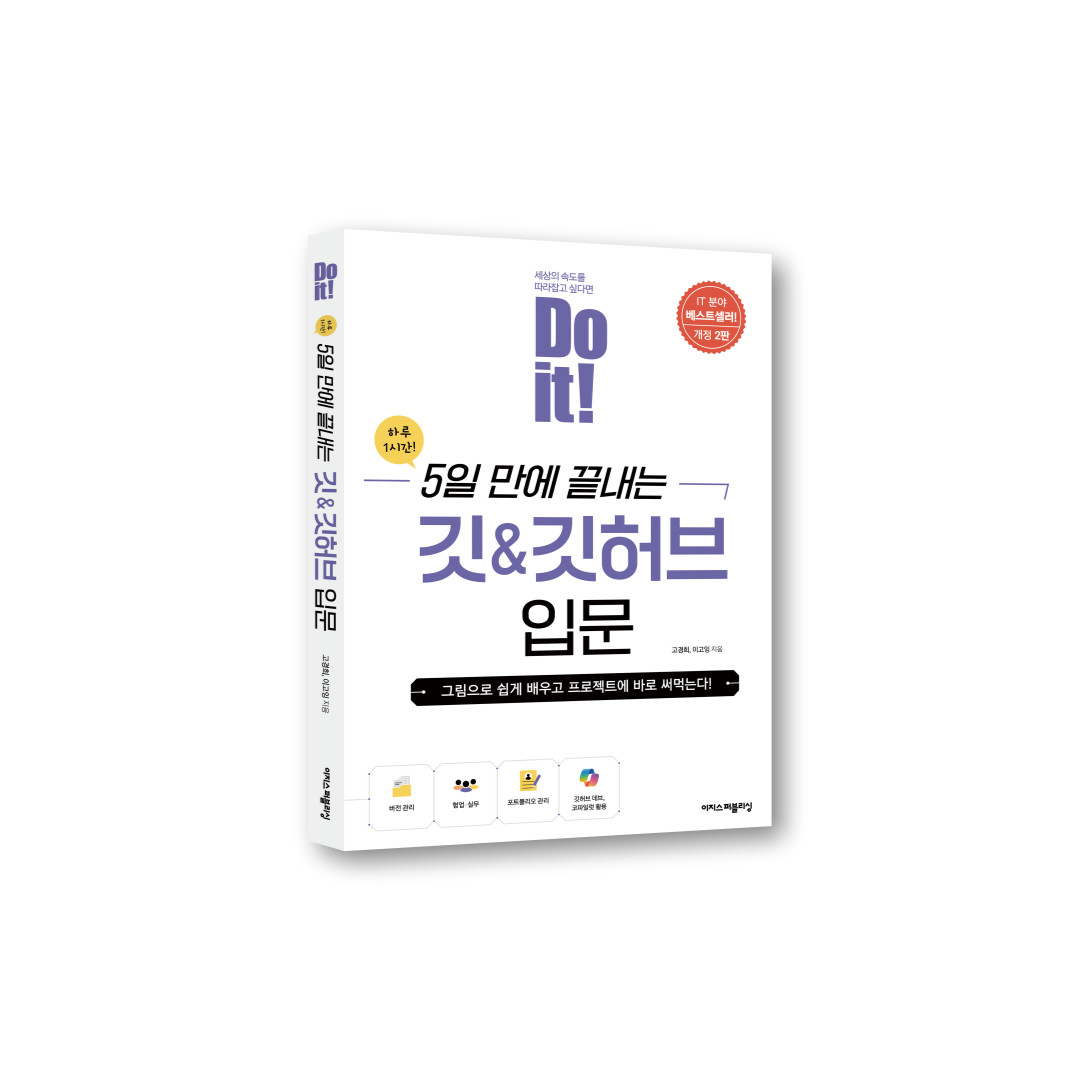 세상의 속도를
따라잡고 싶다면
Do
it!
IT 분야
베스트셀러!
개정 2판
하루
1시간!
5일 만에 끝내는
깃&깃허브
입문
고경희, 이고잉 지음
그림으로 쉽게 배우고 프로젝트에 바로 써먹는다!
버전 관리
협업·실무
포트폴리오 관리
깃허브 데브,
코파일럿 활용
이지스퍼블리싱
Do
it!
하루
1시간!
5일 만에 끝내는 깃&깃허브 입문
고경희, 이고잉 지음
이지스퍼블리싱